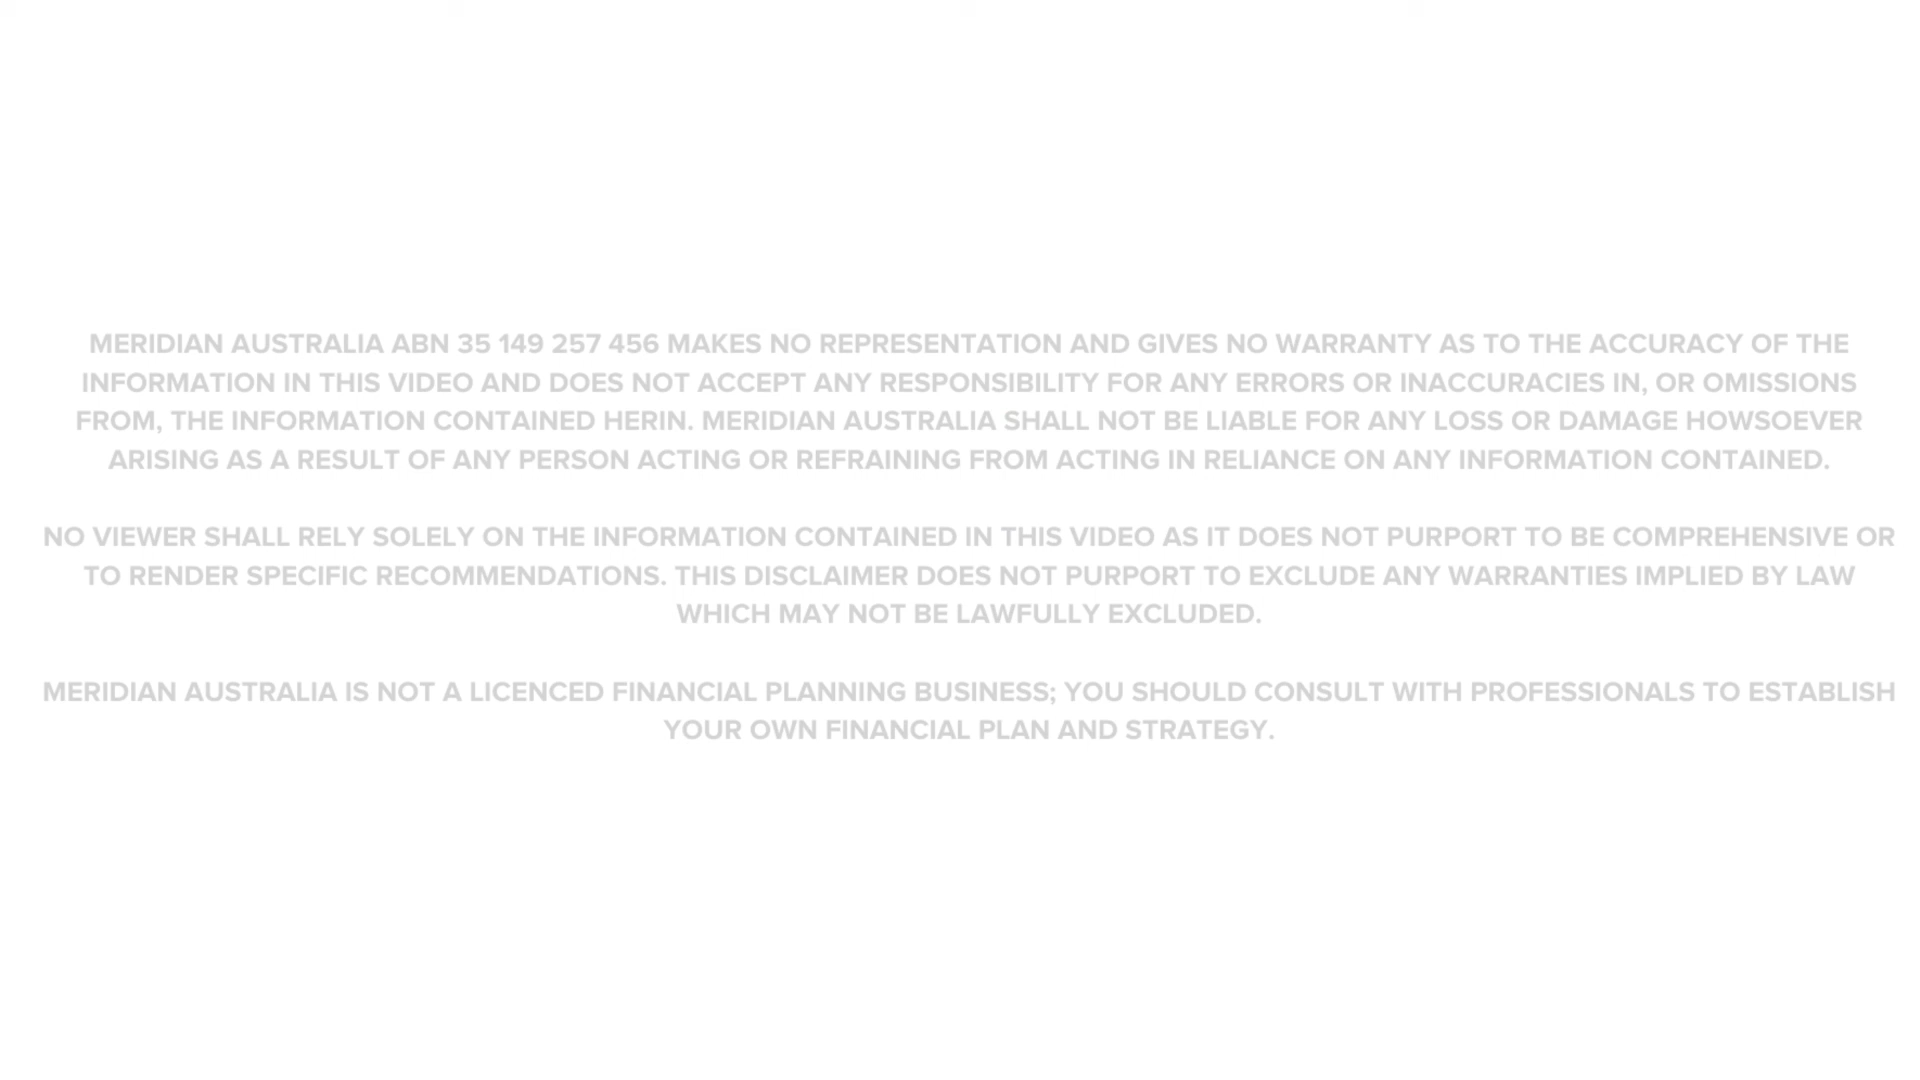 MERIDIAN AUSTRALIA ABN 35 149 257 456 MAKES NO REPRESENTATION AND GIVES NO WARRANTY AS TO THE ACCURACY OF THE
INFORMATION IN THIS VIDEO AND DOES NOT ACCEPT ANY RESPONSIBILITY FOR ANY ERRORS OR INACCURACIES IN, OR OMISSIONS
FROM, THE INFORMATION CONTAINED HERIN. MERIDIAN AUSTRALIA SHALL NOT BE LIABLE FOR ANY LOSS OR DAMAGE HOWSOEVER
ARISING AS A RESULT OF ANY PERSON ACTING OR REFRAINING FROM ACTING IN RELIANCE ON ANY INFORMATION CONTAINED.
NO VIEWER SHALL RELY SOLELY ON THE INFORMATION CONTAINED IN THIS VIDEO AS IT DOES NOT PURPORT TO BE COMPREHENSIVE OR
TO RENDER SPECIFIC RECOMMENDATIONS. THIS DISCLAIMER DOES NOT PURPORT TO EXCLUDE ANY WARRANTIES IMPLIED BY LAW
WHICH MAY NOT BE LAWFULLY EXCLUDED.
MERIDIAN AUSTRALIA IS NOT A LICENCED FINANCIAL PLANNING BUSINESS; YOU SHOULD CONSULT WITH PROFESSIONALS TO ESTABLISH
YOUR OWN FINANCIAL PLAN AND STRATEGY.